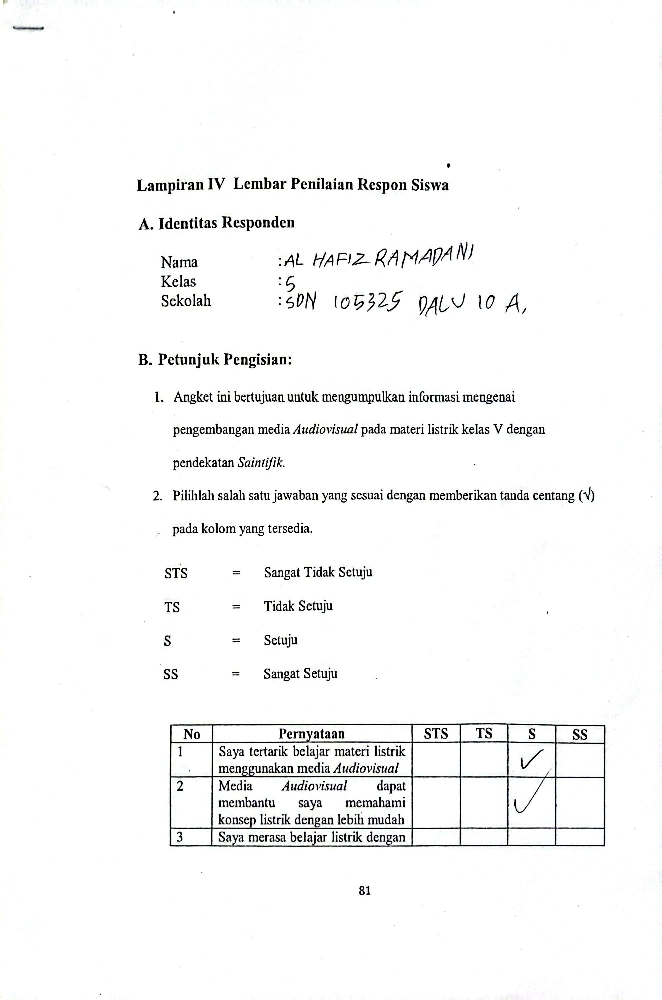 Lampiran IV Lembar Penilaian Respon Siswa
A. Identitas Responden
Nama : AL HAFIZ RAMADANI
Kelas : 5
Sekolah : SDN 105325 DALU 10 A,
B. Petunjuk Pengisian:
1. Angket ini bertujuan untuk mengumpulkan informasi mengenai
pengembangan media Audiovisual pada materi listrik kelas V dengan
pendekatan Saintifik.
2. Pilihlah salah satu jawaban yang sesuai dengan memberikan tanda centang (√)
pada kolom yang tersedia.
STS = Sangat Tidak Setuju
TS = Tidak Setuju
S = Setuju
SS = Sangat Setuju
No Pernyataan STS TS S SS
1 Saya tertarik belajar materi listrik ✓
menggunakan media Audiovisual
2 Media Audiovisual dapat
membantu saya memahami ✓
konsep listrik dengan lebih mudah
3 Saya merasa belajar listrik dengan
81